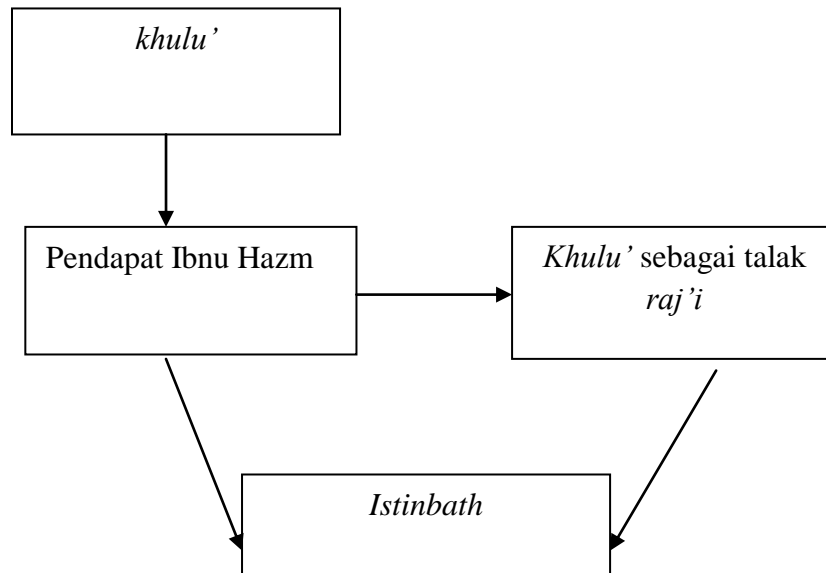 khulu’
Pendapat Ibnu Hazm
Khulu’ sebagai talak
raj’i
Istinbath